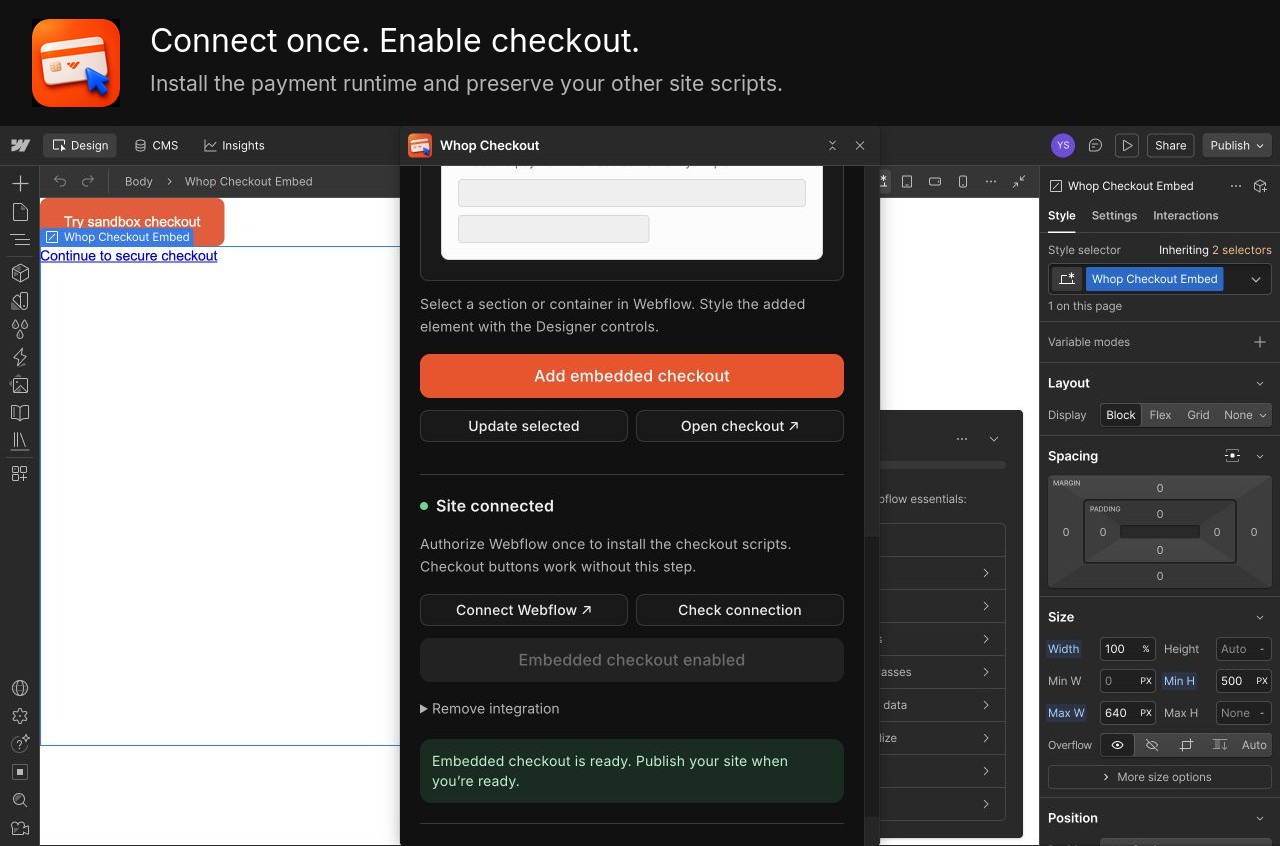 Connect once. Enable checkout.
Install the payment runtime and preserve your other site scripts.
Design
CMS
Insights
Whop Checkout
YS
Share
Publish
Body
Whop Checkout Embed
Try sandbox checkout
Whop Checkout Embed
Continue to secure checkout
Select a section or container in Webflow. Style the added
element with the Designer controls.
Add embedded checkout
Update selected
Open checkout ↗
Site connected
Authorize Webflow once to install the checkout scripts.
Checkout buttons work without this step.
Connect Webflow ↗
Check connection
Embedded checkout enabled
Remove integration
Embedded checkout is ready. Publish your site when
you’re ready.
essentials:
data
Whop Checkout Embed
Style
Settings
Interactions
Style selector
Inheriting 2 selectors
Whop Checkout Embed
1 on this page
Variable modes
Layout
Display
Block
Flex
Grid
None
Spacing
MARGIN
0
PADDING
0
0
0
0
0
0
0
Size
Width
100 %
Height
Auto -
Min W
0 PX
Min H
500 PX
Max W
640 PX
Max H
None -
Overflow
Auto
More size options
Position